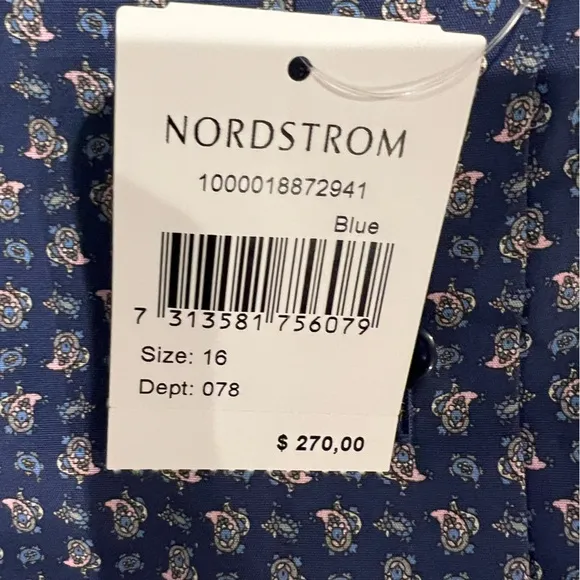 NORDSTROM
1000018872941
Blue
7 313581 756079
Size: 16
Dept: 078
$ 270,00